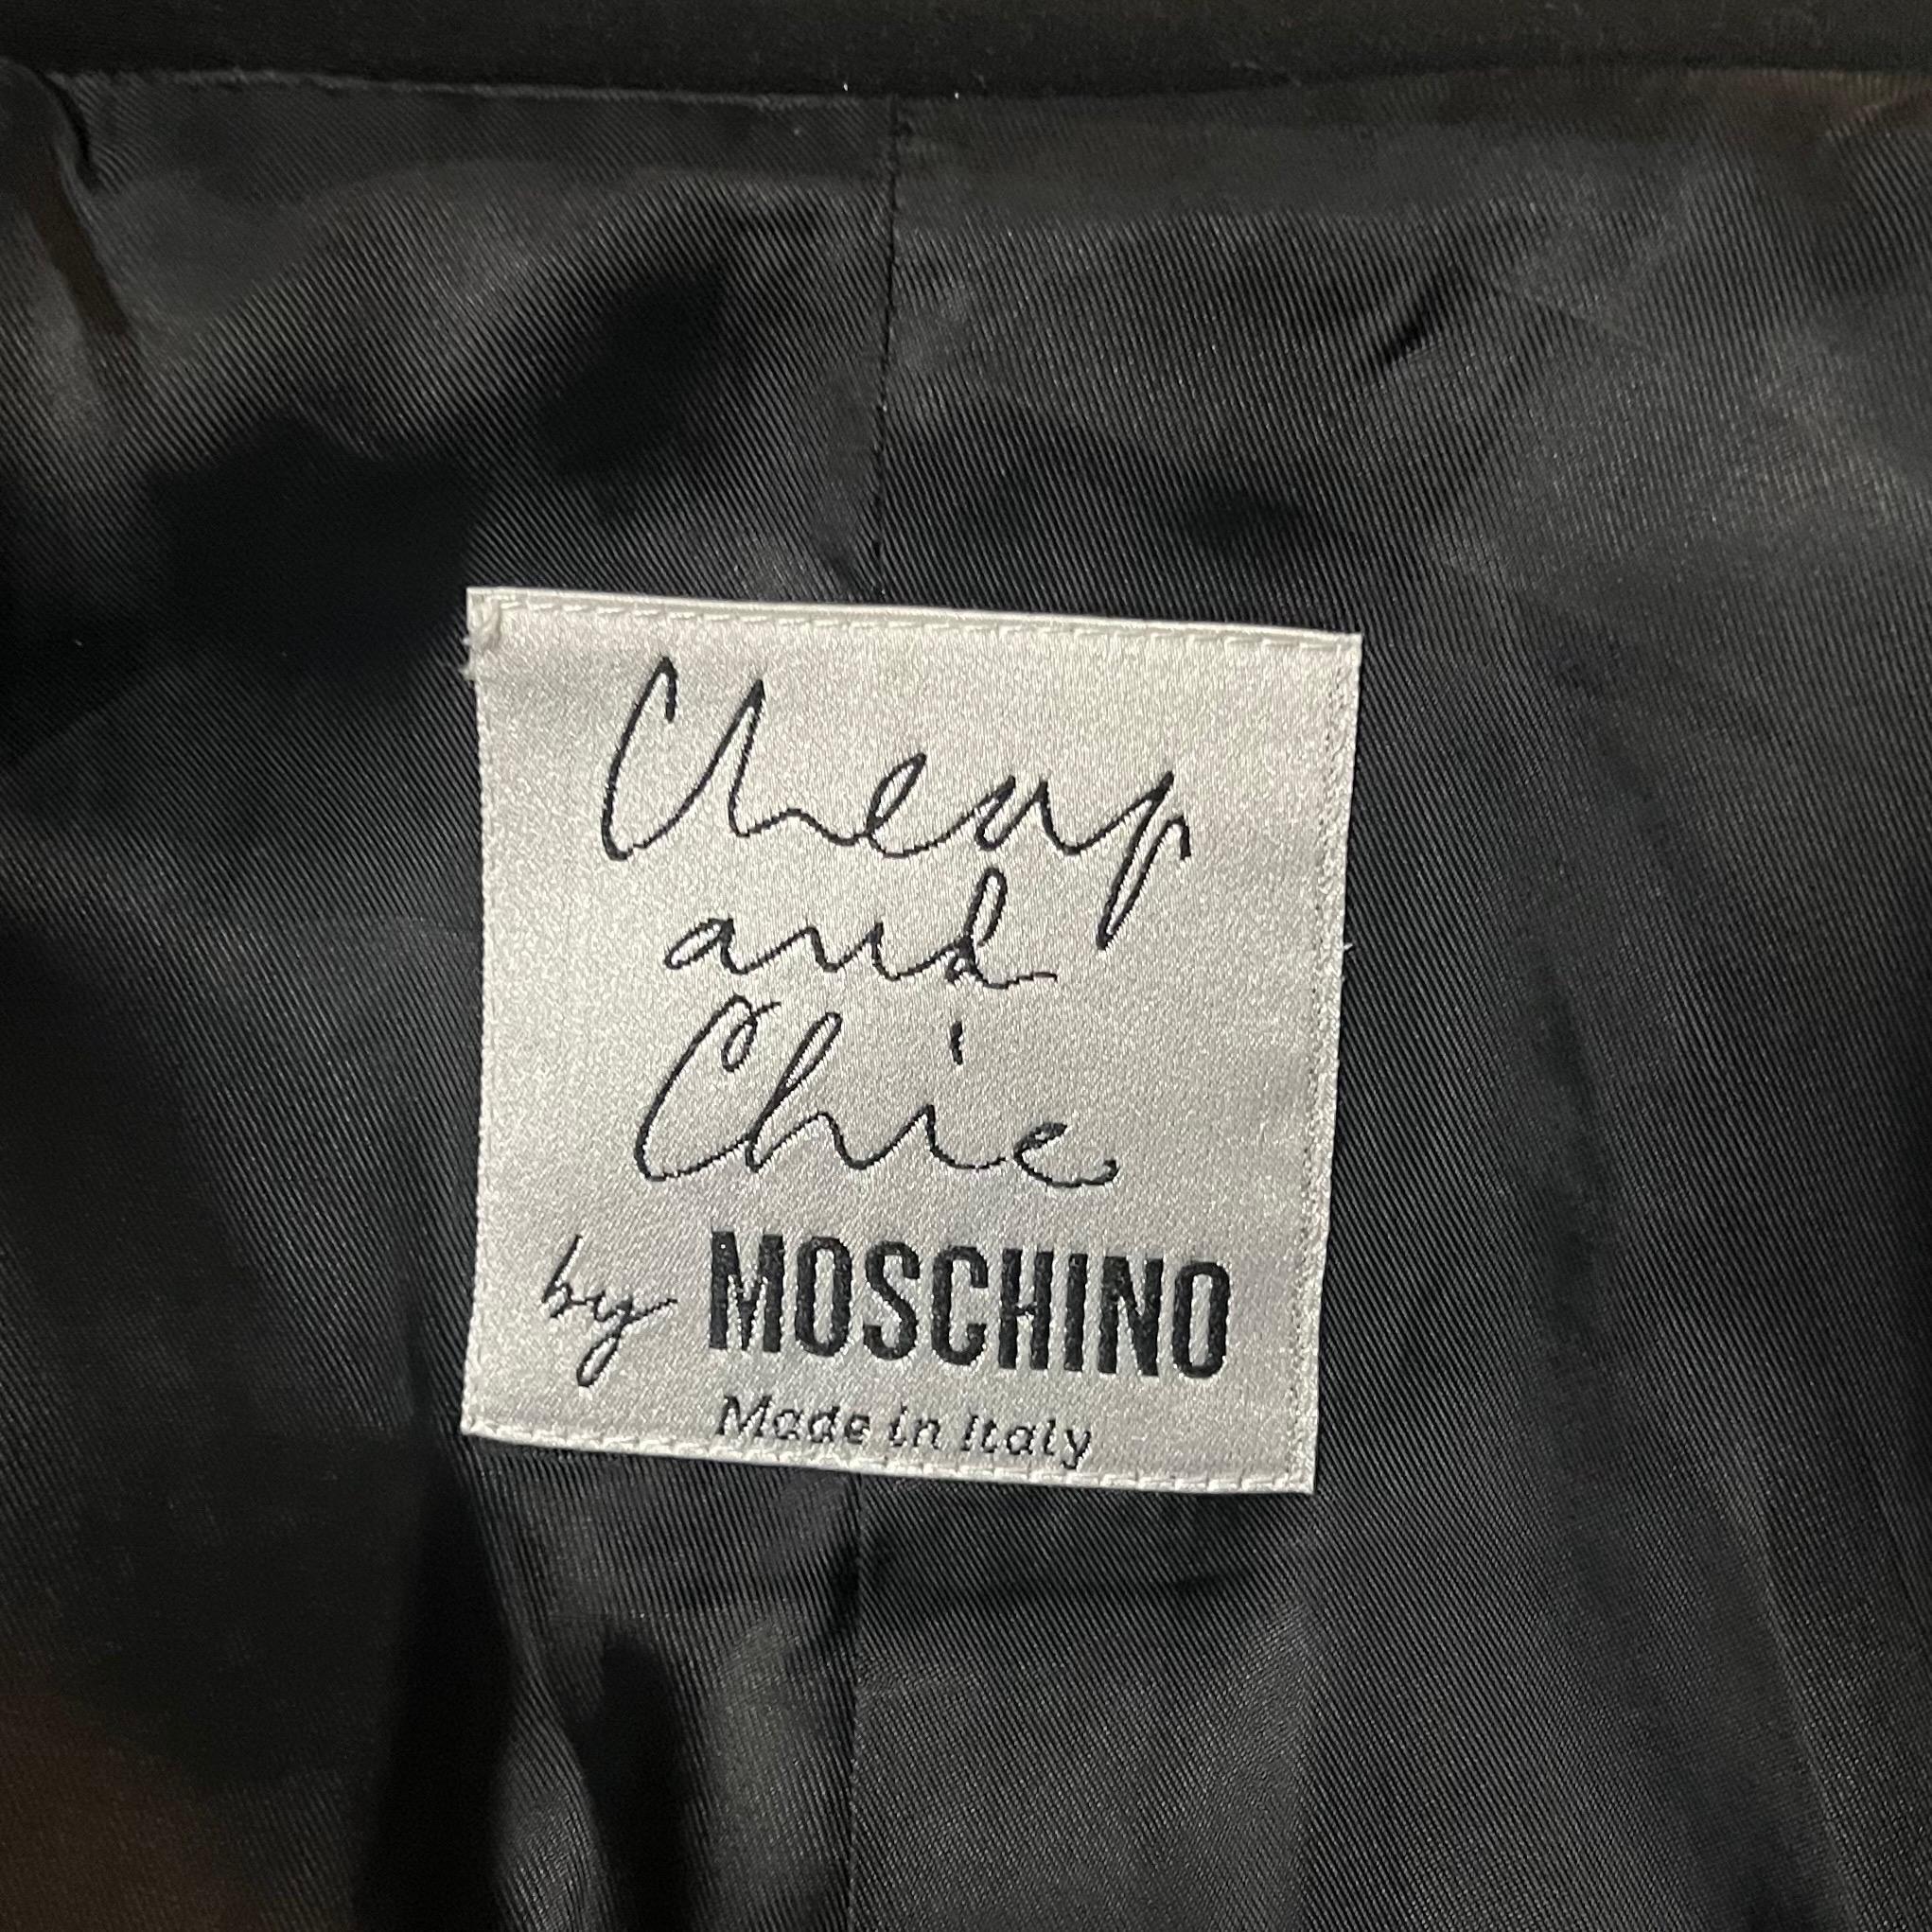 Cheap
and
Chic
by MOSCHINO
Made in Italy